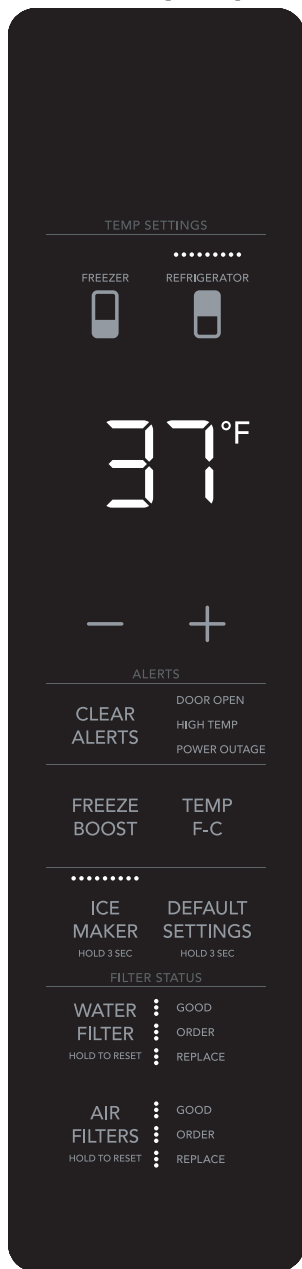 TEMP SETTINGS
FREEZER REFRIGERATOR
37°F
− +
ALERTS
CLEAR ALERTS
DOOR OPEN
HIGH TEMP
POWER OUTAGE
FREEZE BOOST
TEMP F-C
ICE MAKER
HOLD 3 SEC
DEFAULT SETTINGS
HOLD 3 SEC
FILTER STATUS
WATER FILTER
HOLD TO RESET
GOOD
ORDER
REPLACE
AIR FILTERS
HOLD TO RESET
GOOD
ORDER
REPLACE